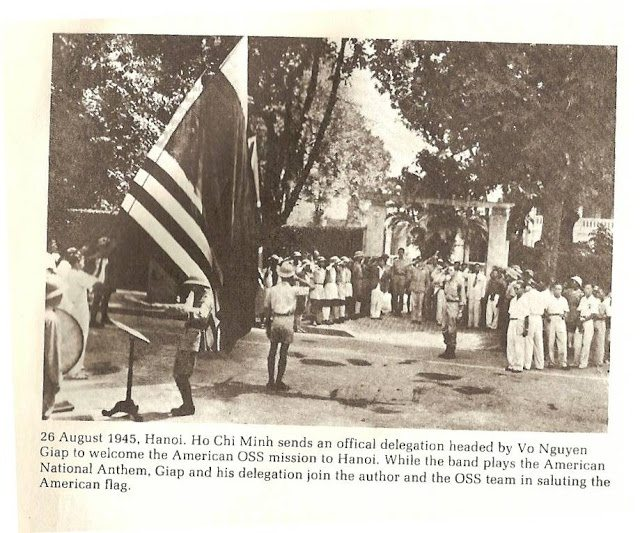 26 August 1945, Hanoi. Ho Chi Minh sends an offical delegation headed by Vo Nguyen
Giap to welcome the American OSS mission to Hanoi. While the band plays the American
National Anthem, Giap and his delegation join the author and the OSS team in saluting the
American flag.